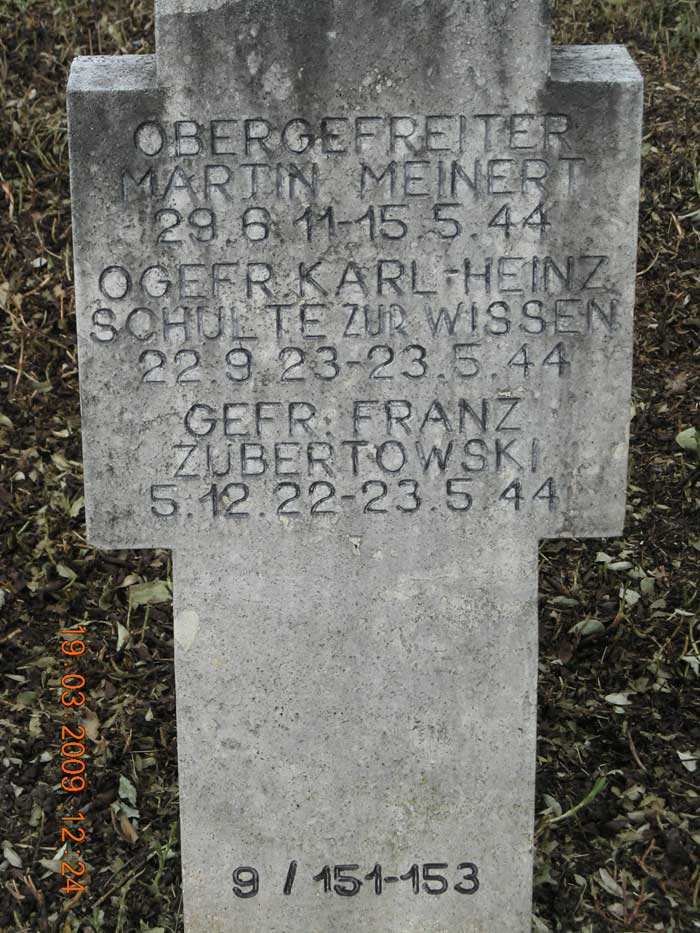 OBERGEFREITER
MARTIN MEINERT
29.6.11-15.5.44
OGEFR. KARL-HEINZ
SCHULTE ZUR WISSEN
22.9.23-23.5.44
GEFR. FRANZ
ZUBERTOWSKI
5.12.22-23.5.44
9/151-153
19.03.2009 12:24